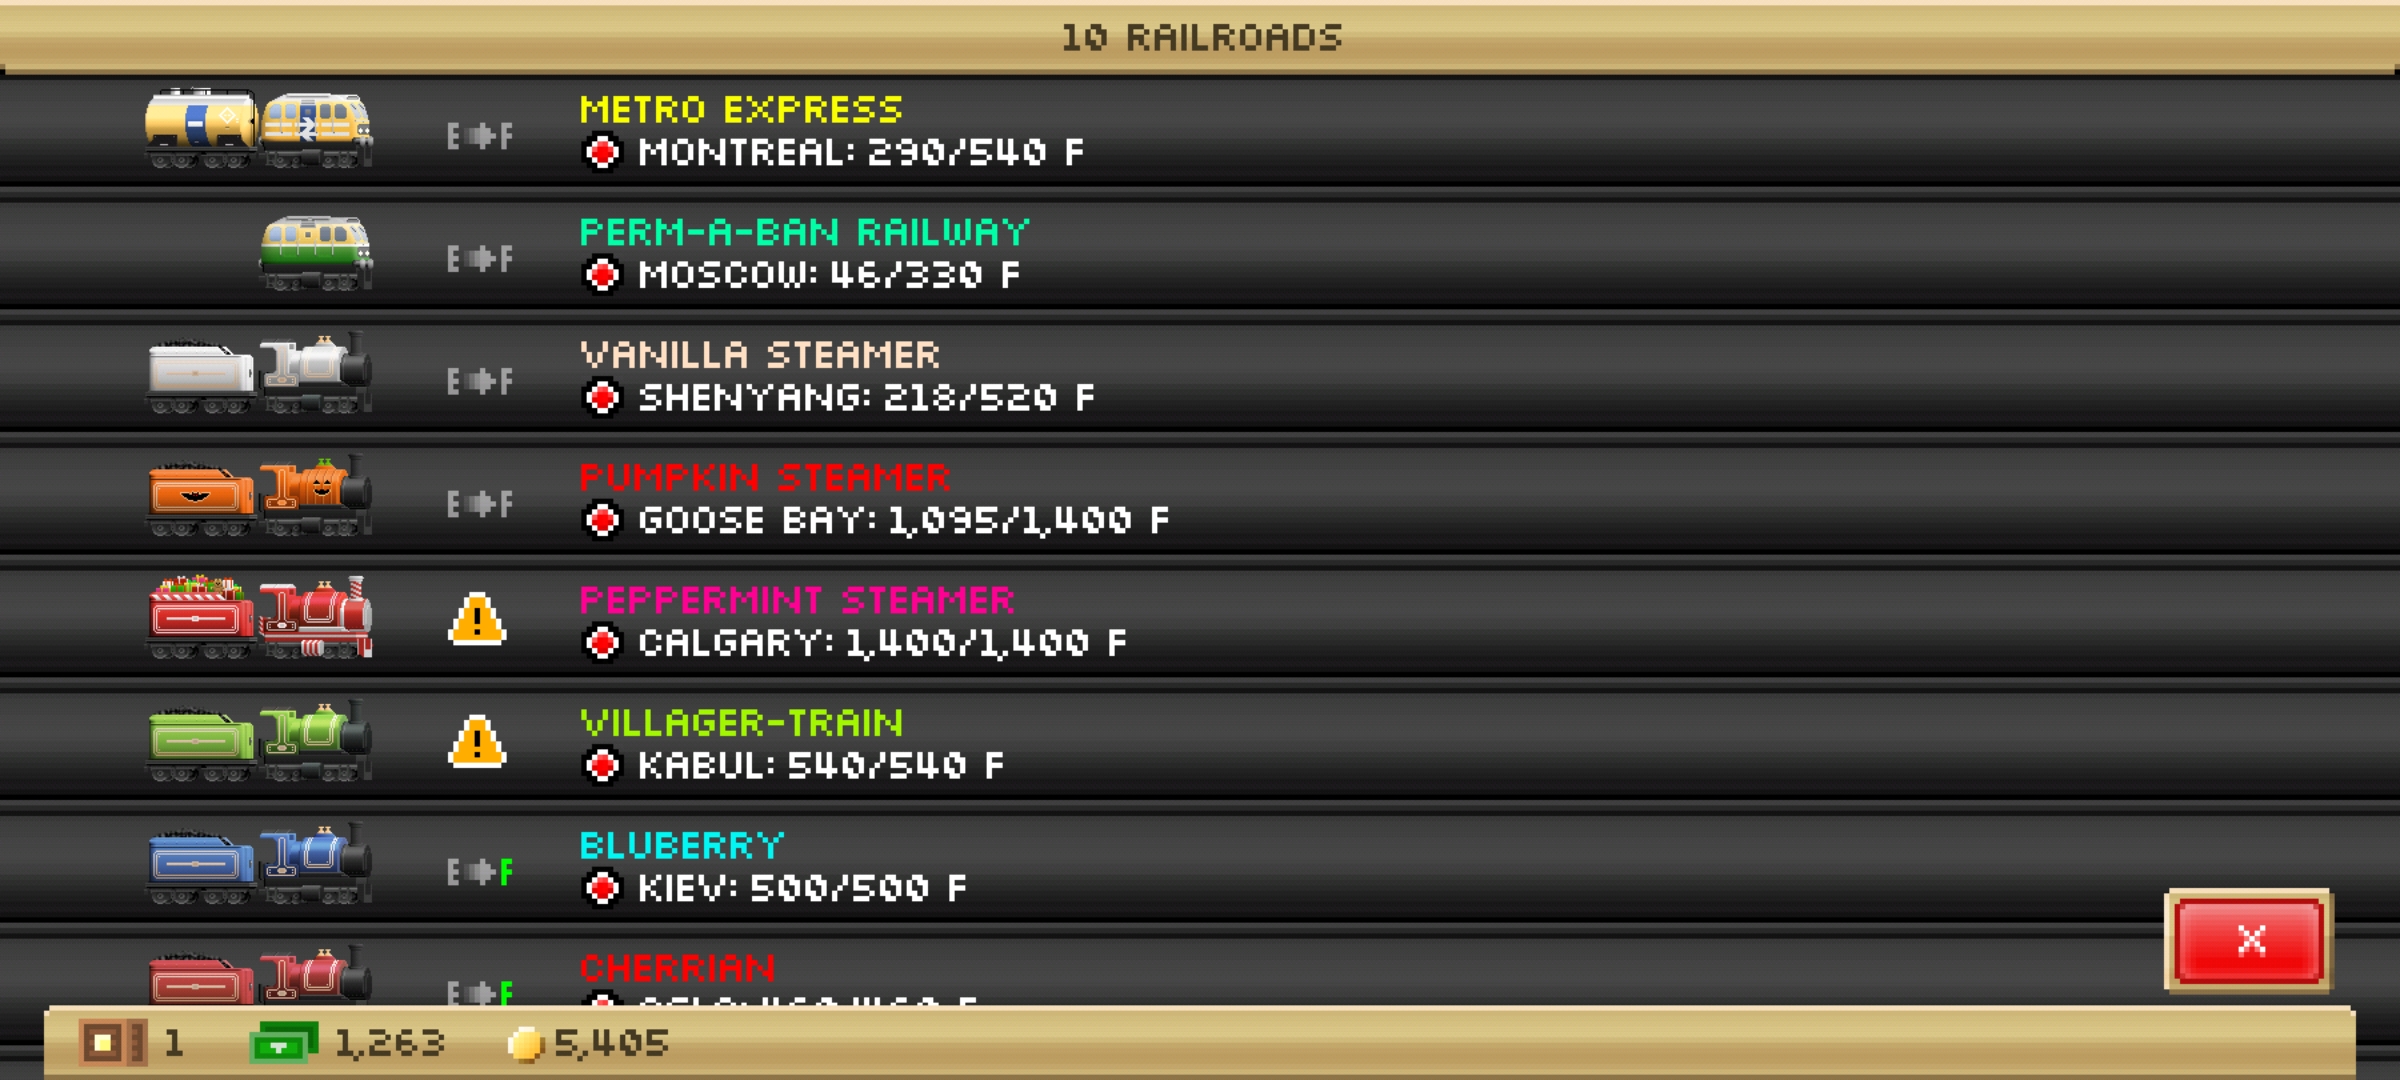 10 RAILROADS
E F
METRO EXPRESS
MONTREAL: 290/540 F
E F
PERM-A-BAN RAILWAY
MOSCOW: 46/330 F
E F
VANILLA STEAMER
SHENYANG: 218/520 F
E F
PUMPKIN STEAMER
GOOSE BAY: 1,095/1,400 F
!
PEPPERMINT STEAMER
CALGARY: 1,400/1,400 F
!
VILLAGER-TRAIN
KABUL: 540/540 F
E F
BLUBERRY
KIEV: 500/500 F
E F
CHERRIAN
X
1 1,263 5,405